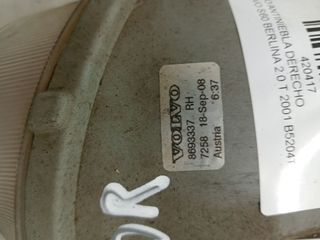 VOLVO
8693337 RH
7258 18-Sep-08
Austria 6:37
ANTINIEBLA DERECHO
S60 BERLINA 2.0 T 2001 B5204T
420417
DR